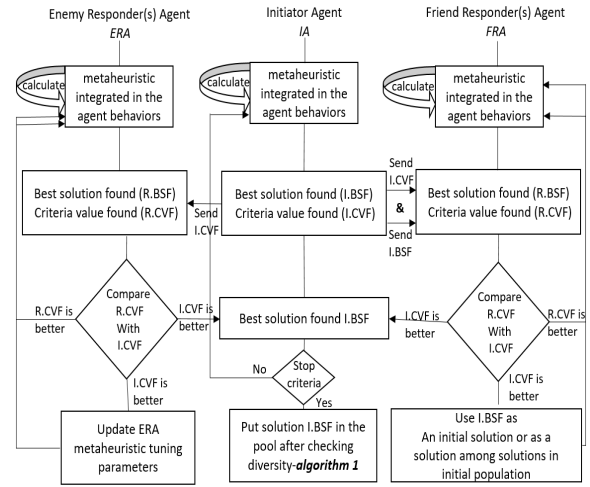 Enemy Responder(s) Agent
ERA
Initiator Agent
IA
Friend Responder(s) Agent
FRA
calculate
metaheuristic
integrated in the
agent behaviors
calculate
metaheuristic
integrated in the
agent behaviors
calculate
metaheuristic
integrated in the
agent behaviors
Best solution found (R.BSF)
Criteria value found (R.CVF)
Send
I.CVF
Best solution found (I.BSF)
Criteria value found (I.CVF)
Send
I.CVF
&
Send
I.BSF
Best solution found (R.BSF)
Criteria value found (R.CVF)
R.CVF is
better
Compare
R.CVF
With
I.CVF
I.CVF is
better
Best solution found I.BSF
I.CVF is
better
Compare
R.CVF
With
I.CVF
R.CVF is
better
I.CVF is
better
No
Stop
criteria
Yes
I.CVF is
better
Update ERA
metaheuristic tuning
parameters
Put solution I.BSF in the
pool after checking
diversity-algorithm 1
Use I.BSF as
An initial solution or as a
solution among solutions in
initial population